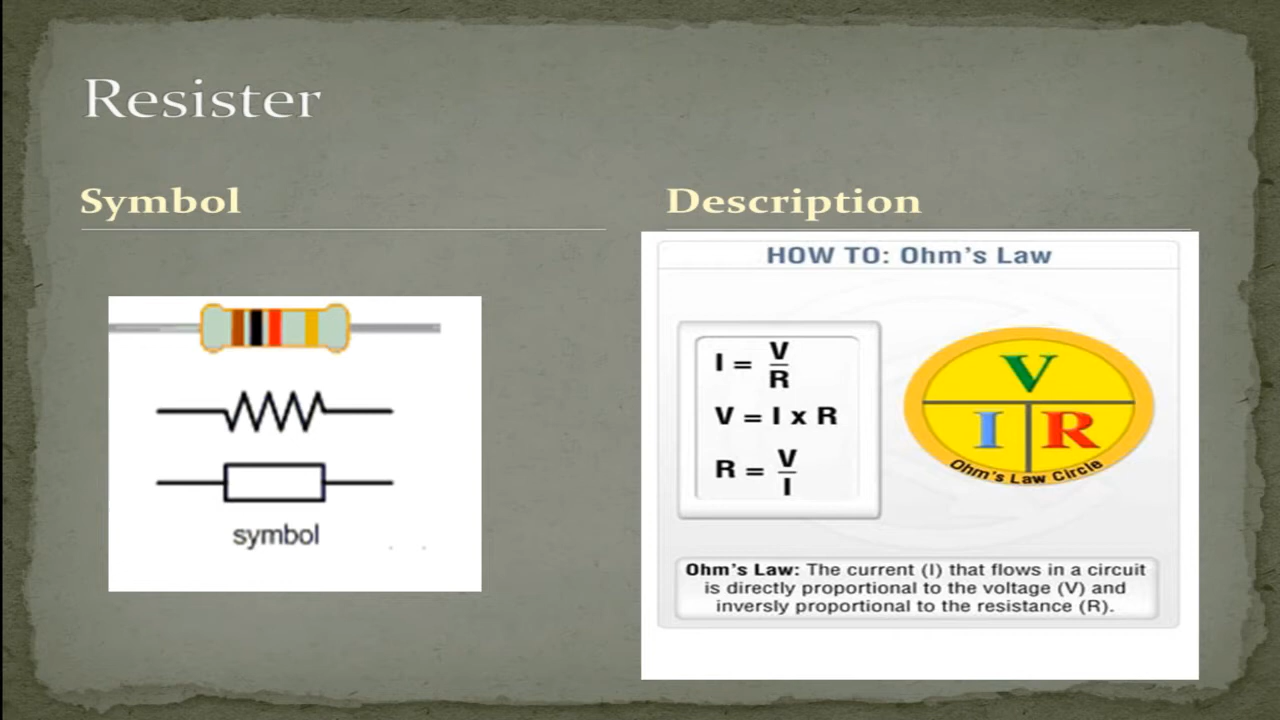 Resister
Symbol
symbol
Description
HOW TO: Ohm's Law
I = V
R
V = I x R
R = V
I
V
I R
Ohm's Law Circle
Ohm's Law: The current (I) that flows in a circuit
is directly proportional to the voltage (V) and
inversly proportional to the resistance (R).